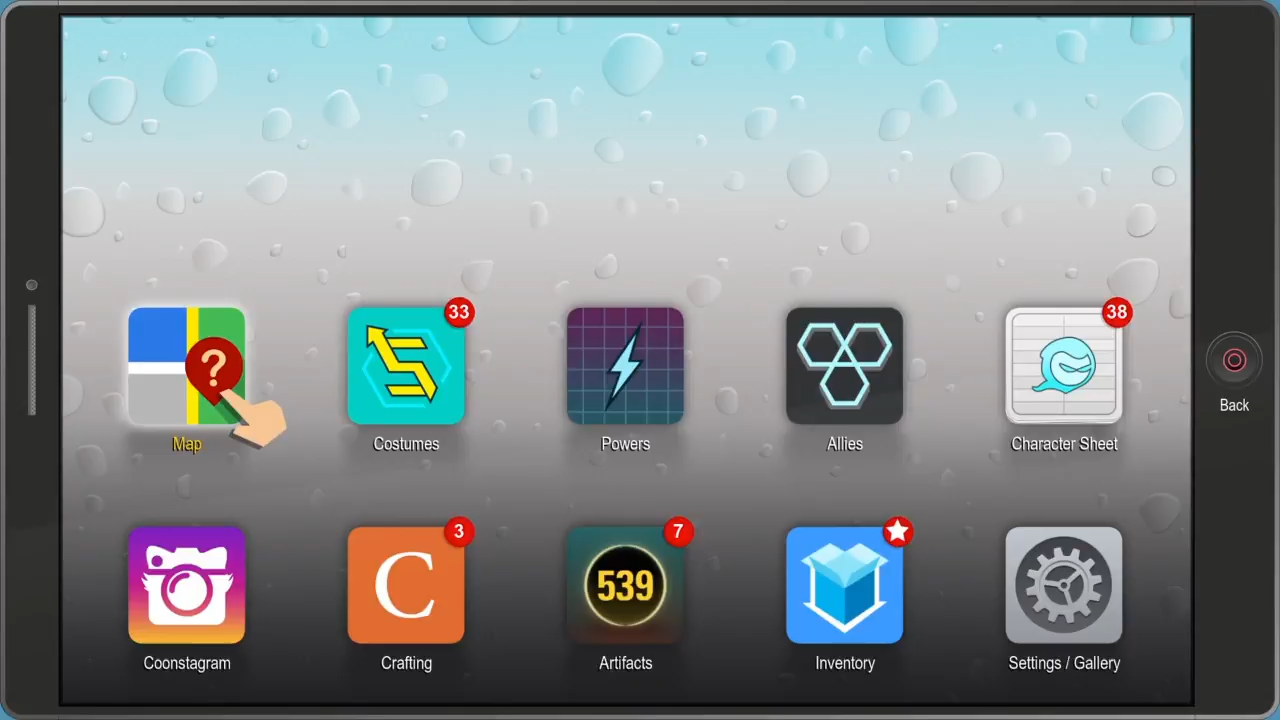 33
38
?
Map
Costumes
Powers
Allies
Character Sheet
Back
3
7
C
539
Coonstagram
Crafting
Artifacts
Inventory
Settings / Gallery